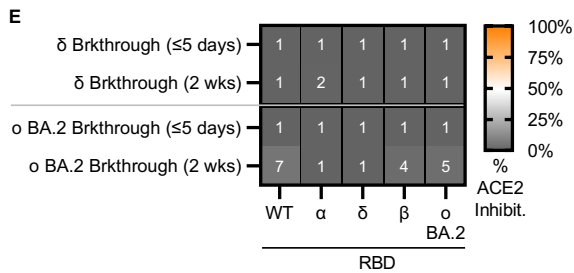 E
δ Brkthrough (≤5 days) 1 1 1 1 1
δ Brkthrough (2 wks) 1 2 1 1 1
o BA.2 Brkthrough (≤5 days) 1 1 1 1 1
o BA.2 Brkthrough (2 wks) 7 1 1 4 5
WT α δ β o
BA.2
RBD
100%
75%
50%
25%
0%
%
ACE2
Inhibit.